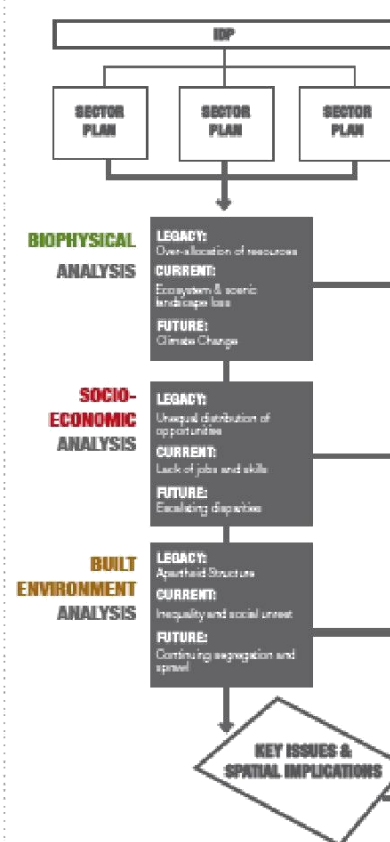 IDP
SECTOR
PLAN
SECTOR
PLAN
SECTOR
PLAN
BIOPHYSICAL
ANALYSIS
LEGACY:
Over-allocation of resources
CURRENT:
Ecosystem & scenic
landscape loss
FUTURE:
Climate Change
SOCIO-
ECONOMIC
ANALYSIS
LEGACY:
Unequal distribution of
opportunities
CURRENT:
Lack of jobs and skills
FUTURE:
Escalating disparities
BUILT
ENVIRONMENT
ANALYSIS
LEGACY:
Apartheid Structure
CURRENT:
Inequality and social unrest
FUTURE:
Continuing segregation and
sprawl
KEY ISSUES &
SPATIAL IMPLICATIONS